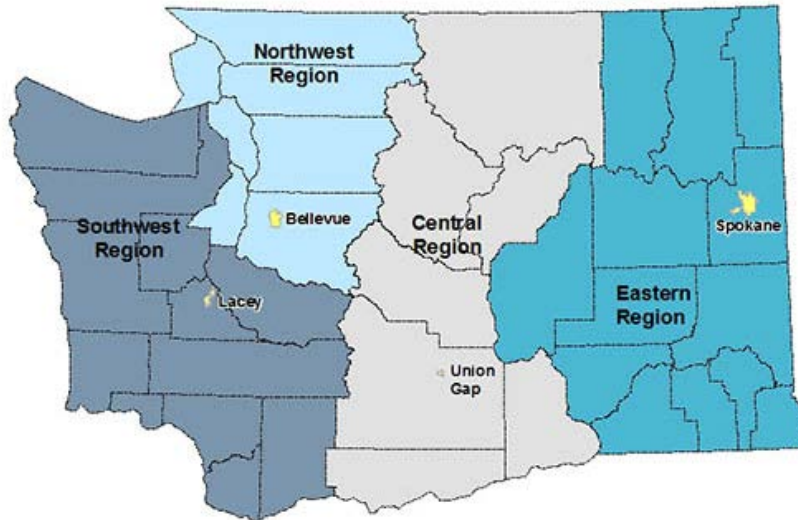 Northwest
Region
Southwest
Region
Bellevue
Central
Region
Spokane
Lacey
Eastern
Region
Union
Gap